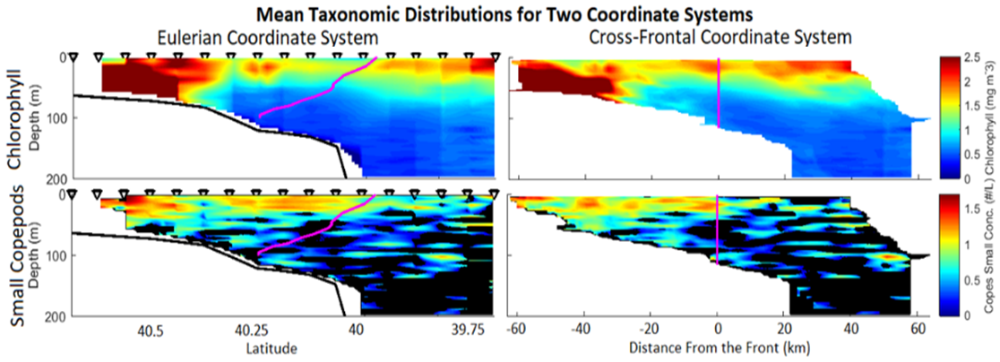 Mean Taxonomic Distributions for Two Coordinate Systems
Eulerian Coordinate System
Cross-Frontal Coordinate System
Chlorophyll
Depth (m)
0
100
200
2.5
2
1.5
1
0.5
0
Chlorophyll (mg m3)
Small Copepods
Depth (m)
0
100
200
40.5
40.25
40
39.75
Latitude
-60
-40
-20
0
20
40
60
Distance From the Front (km)
1.5
1
0.5
0
Copes Small Conc. (#/L)